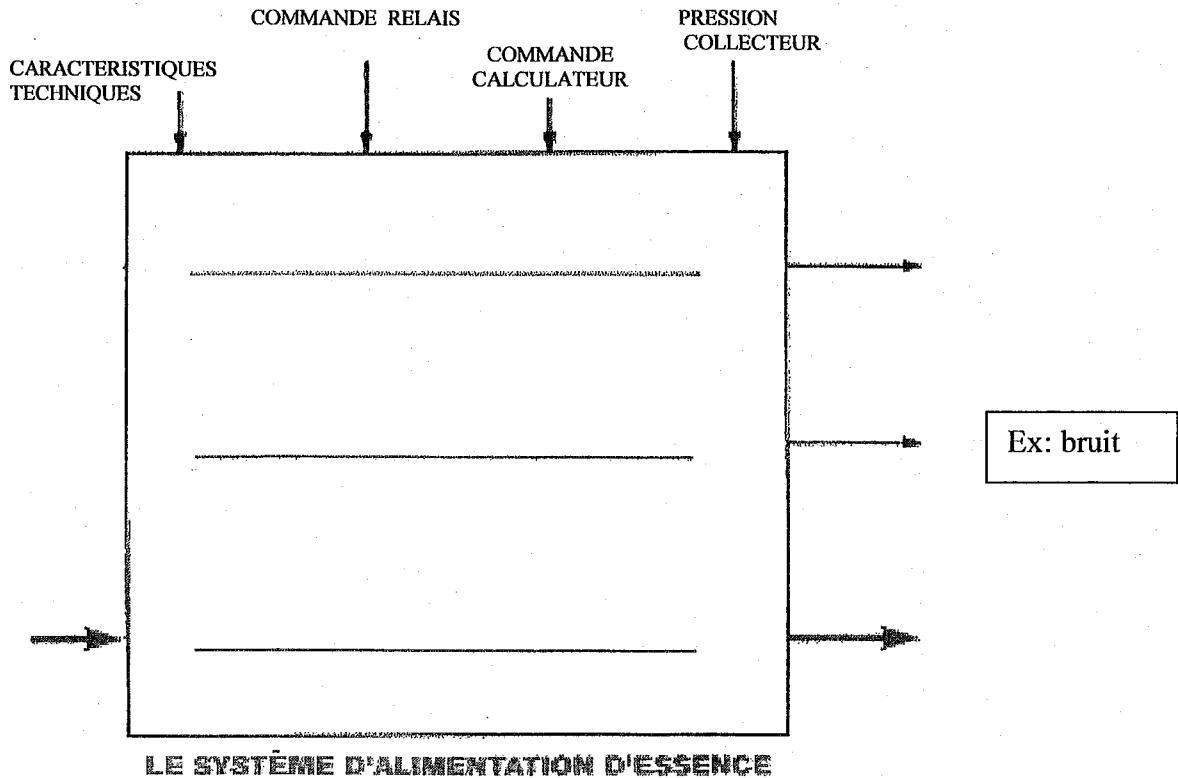 COMMANDE RELAIS
PRESSION
COLLECTEUR
COMMANDE
CALCULATEUR
CARACTERISTIQUES
TECHNIQUES
Ex: bruit
LE SYSTÈME D'ALIMENTATION D'ESSENCE